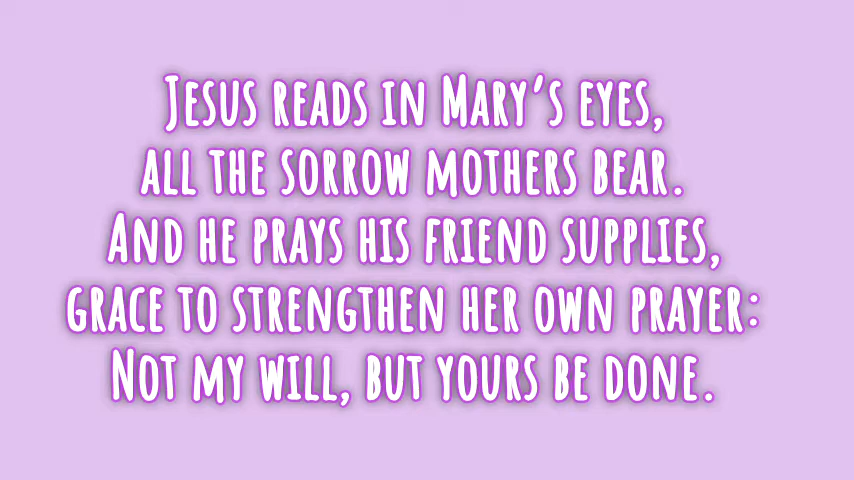 Jesus reads in Mary's eyes,
all the sorrow mothers bear.
And he prays his friend supplies,
grace to strengthen her own prayer:
Not my will, but yours be done.